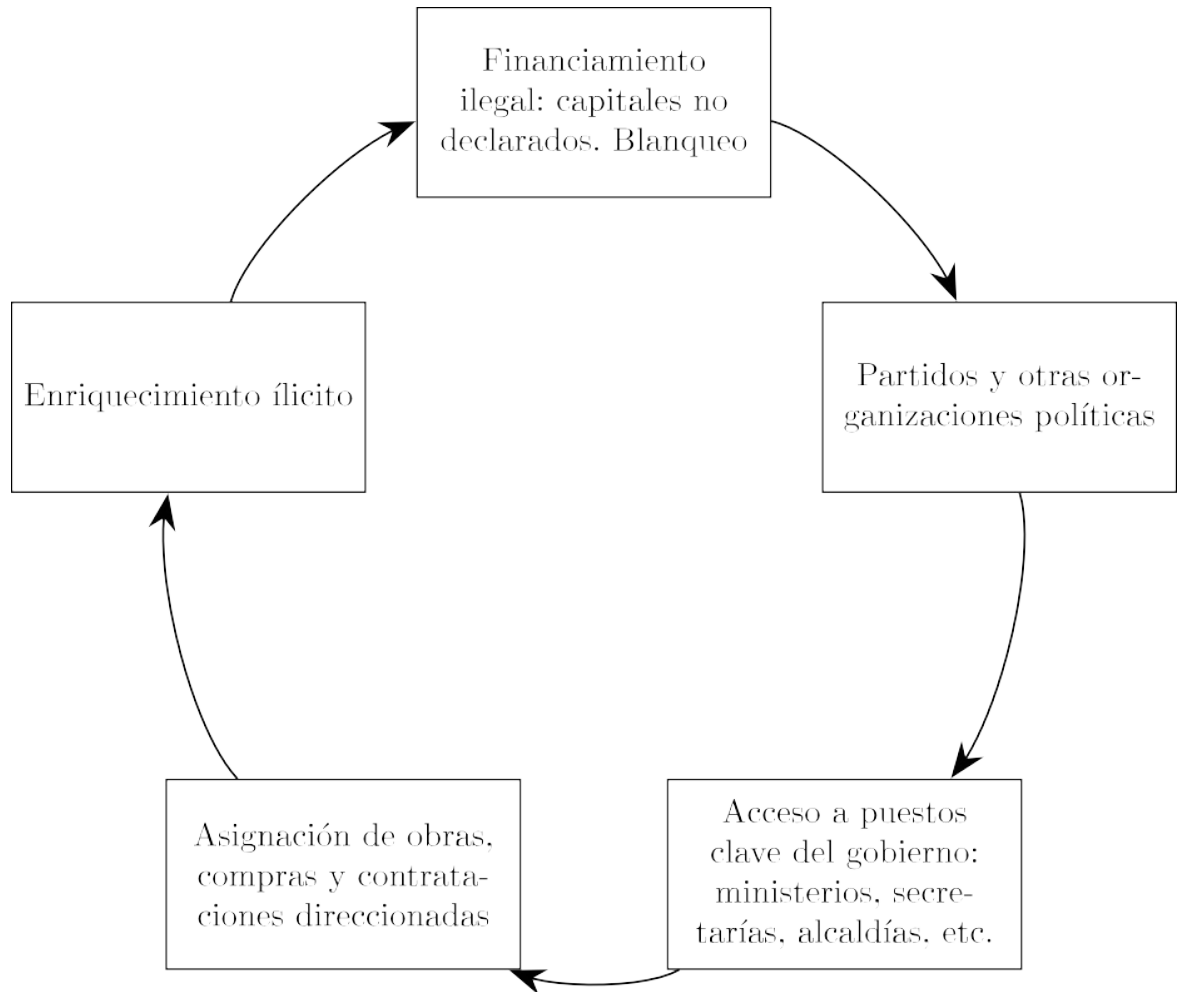 Financiamiento
ilegal: capitales no
declarados. Blanqueo
Partidos y otras or-
ganizaciones políticas
Acceso a puestos
clave del gobierno:
ministerios, secre-
tarías, alcaldías, etc.
Asignación de obras,
compras y contrata-
ciones direccionadas
Enriquecimiento ílicito